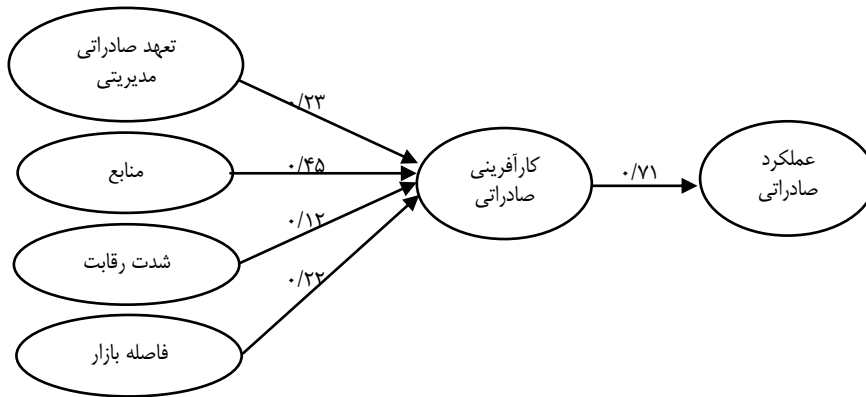 تعهد صادراتی
مدیریتی
۰/۲۳
منابع
۰/۴۵
کارآفرینی
صادراتی
۰/۷۱
عملکرد
صادراتی
شدت رقابت
۰/۱۲
۰/۲۲
فاصله بازار